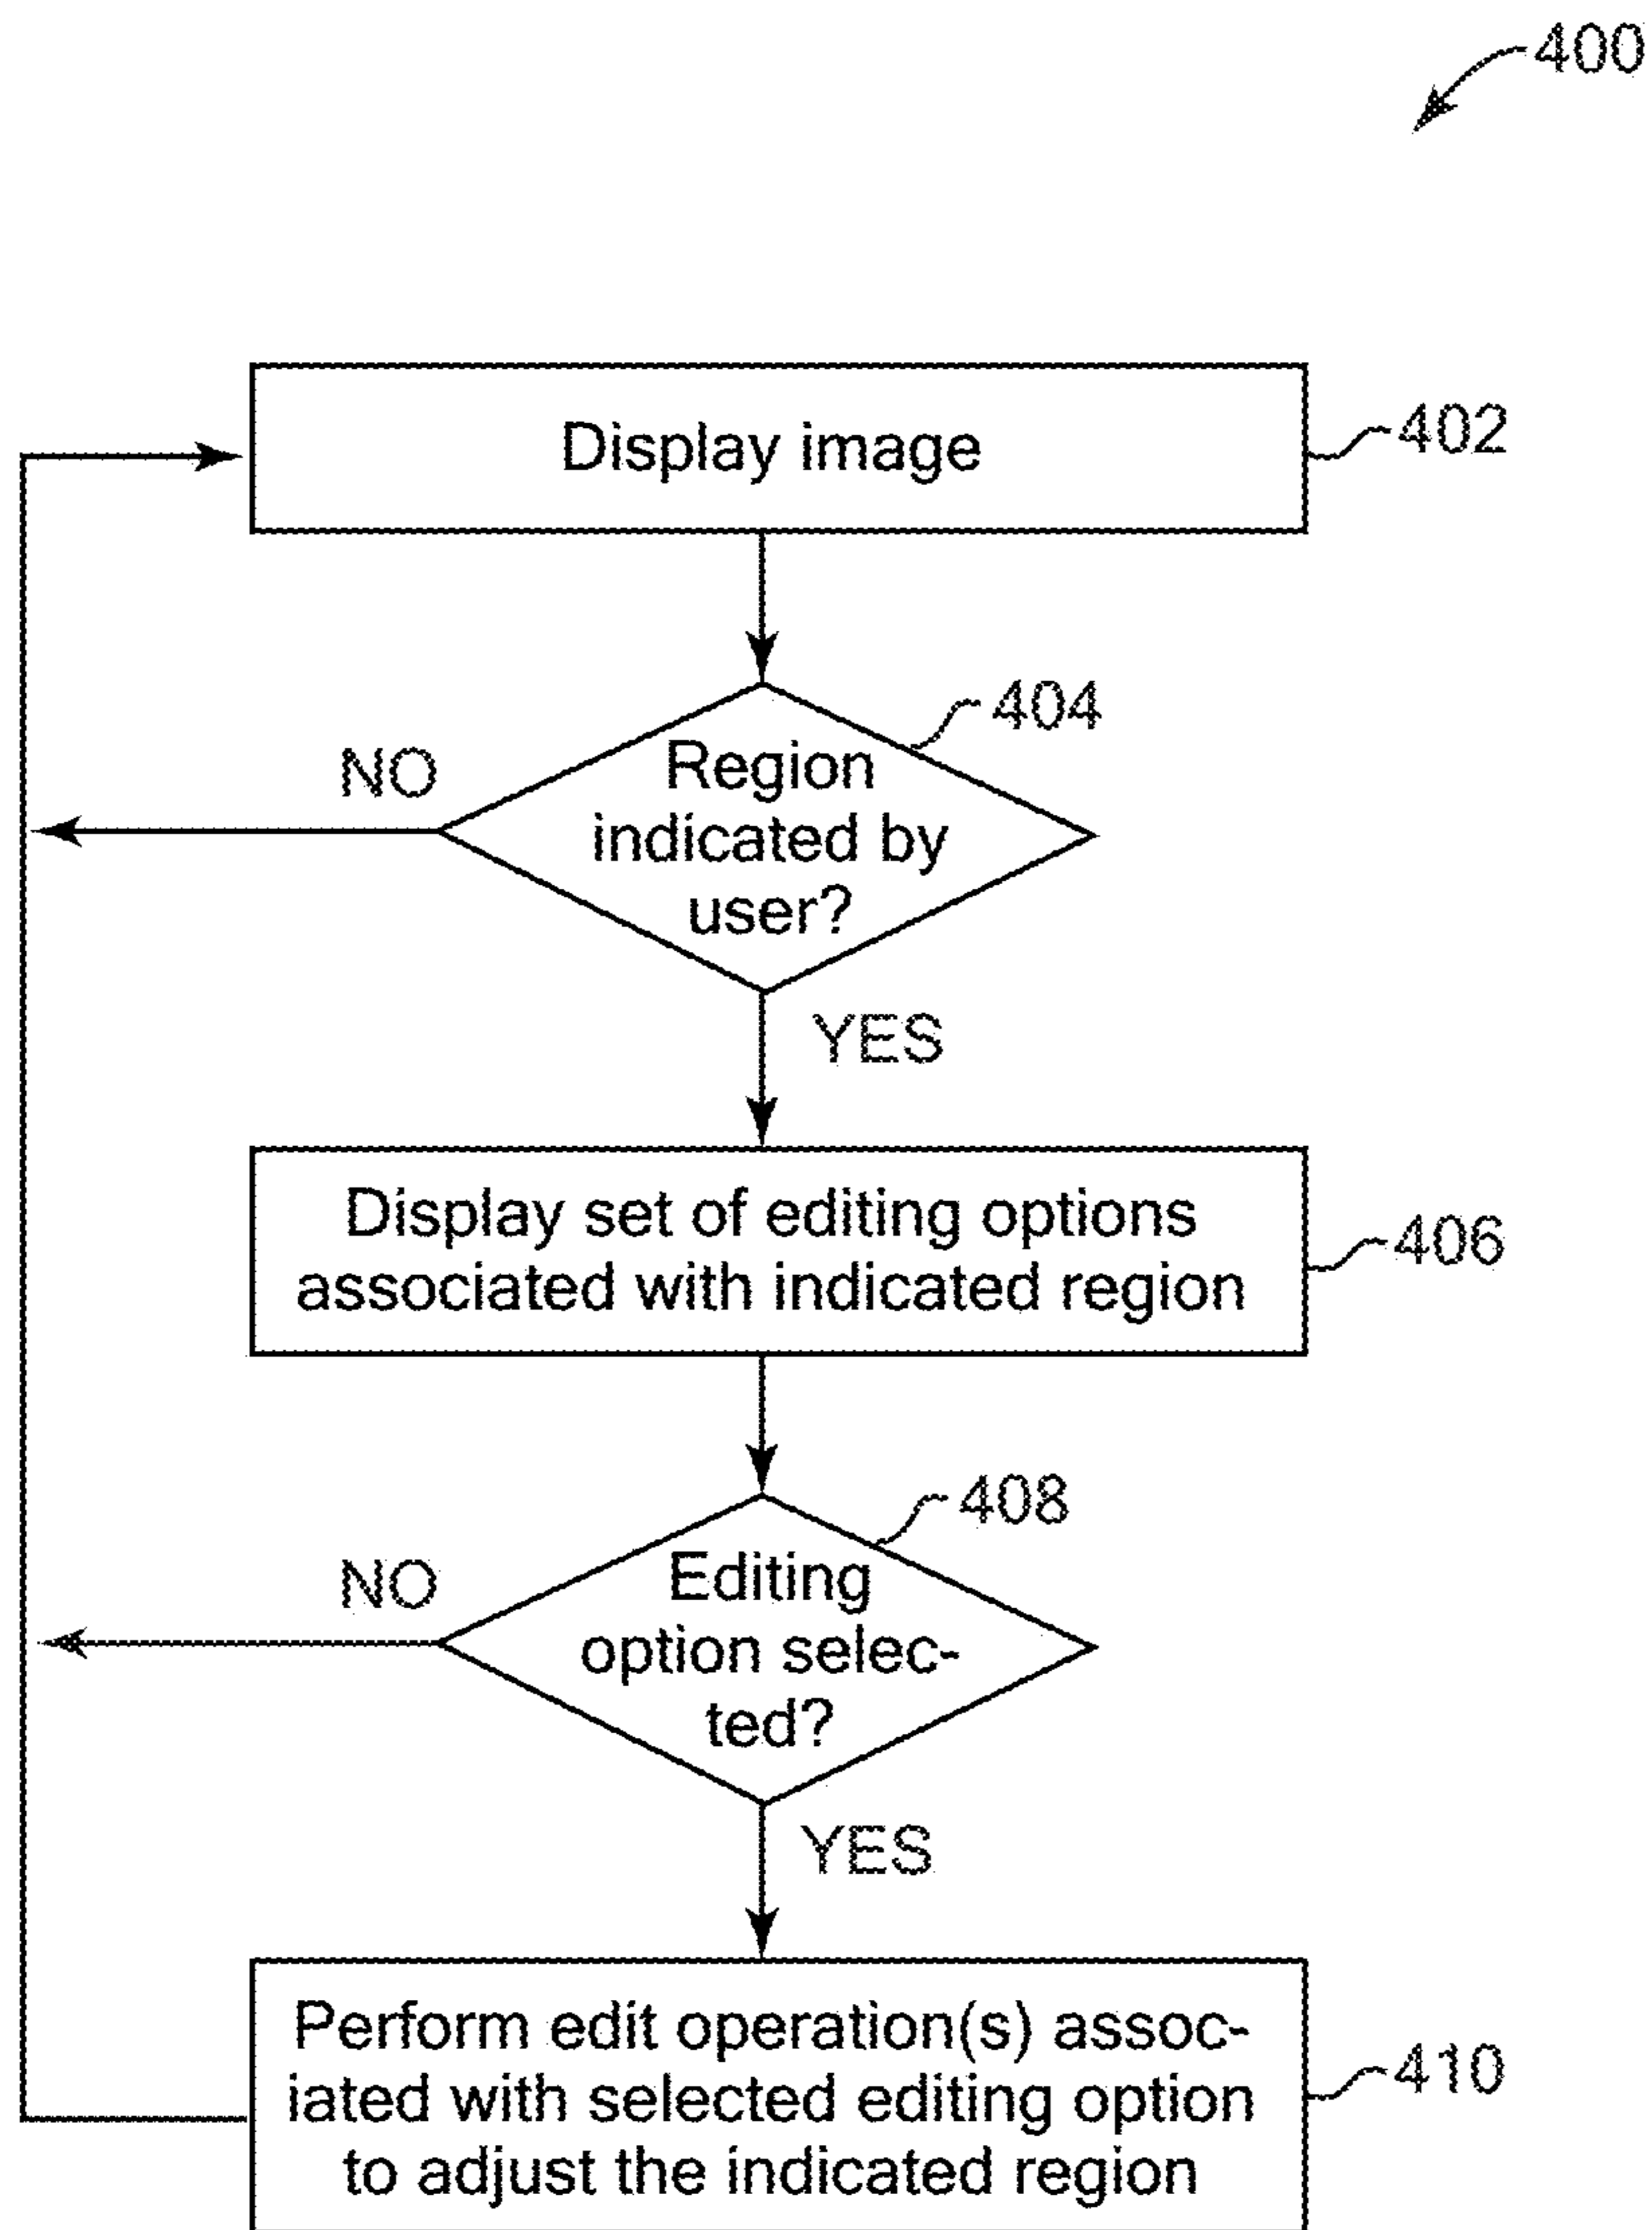 400
Display image
402
404
NO
Region
indicated by
user?
YES
Display set of editing options
associated with indicated region
406
408
NO
Editing
option selec-
ted?
YES
Perform edit operation(s) assoc-
iated with selected editing option
to adjust the indicated region
410